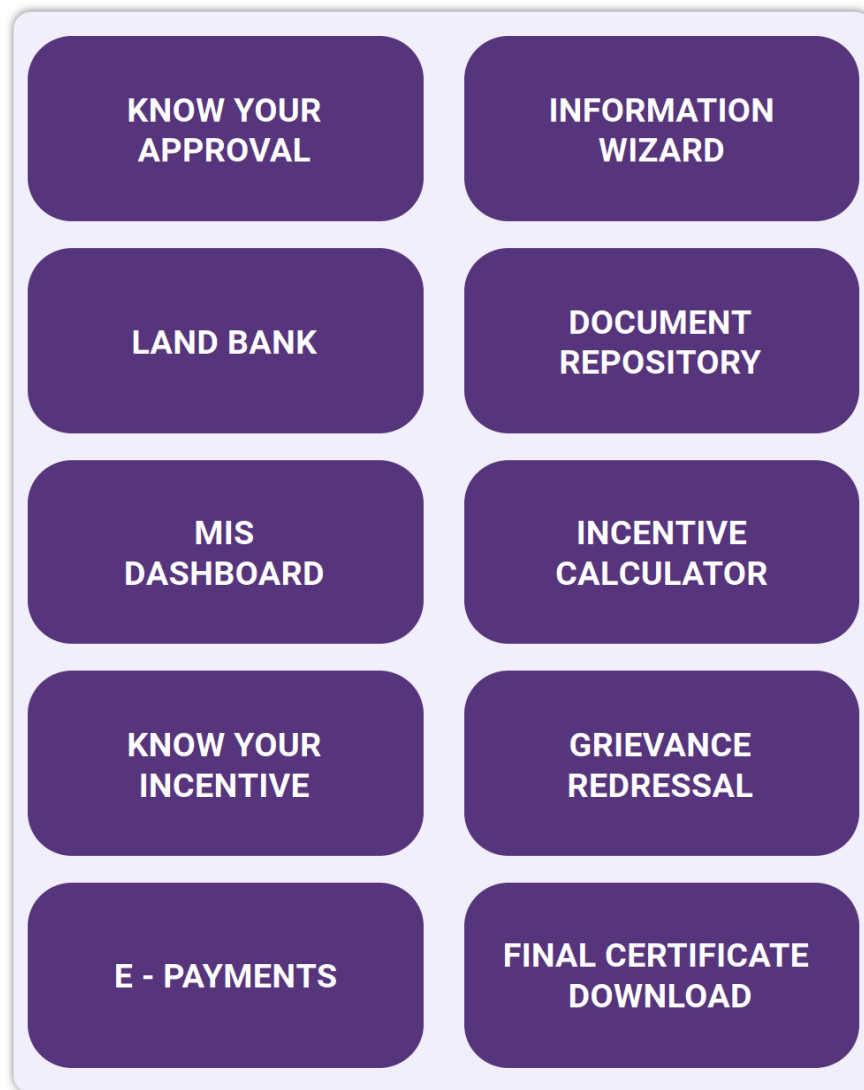 KNOW YOUR
APPROVAL
INFORMATION
WIZARD
LAND BANK
DOCUMENT
REPOSITORY
MIS
DASHBOARD
INCENTIVE
CALCULATOR
KNOW YOUR
INCENTIVE
GRIEVANCE
REDRESSAL
E - PAYMENTS
FINAL CERTIFICATE
DOWNLOAD